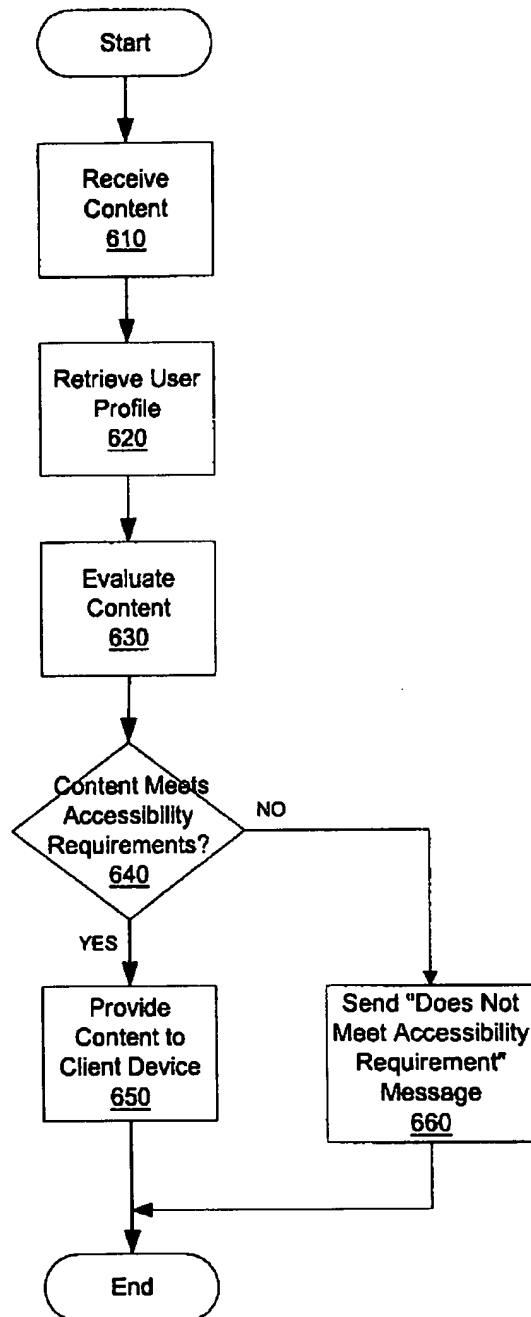 Start
Receive
Content
610
Retrieve User
Profile
620
Evaluate
Content
630
Content Meets
Accessibility
Requirements?
640
NO
YES
Provide
Content to
Client Device
650
Send "Does Not
Meet Accessibility
Requirement"
Message
660
End